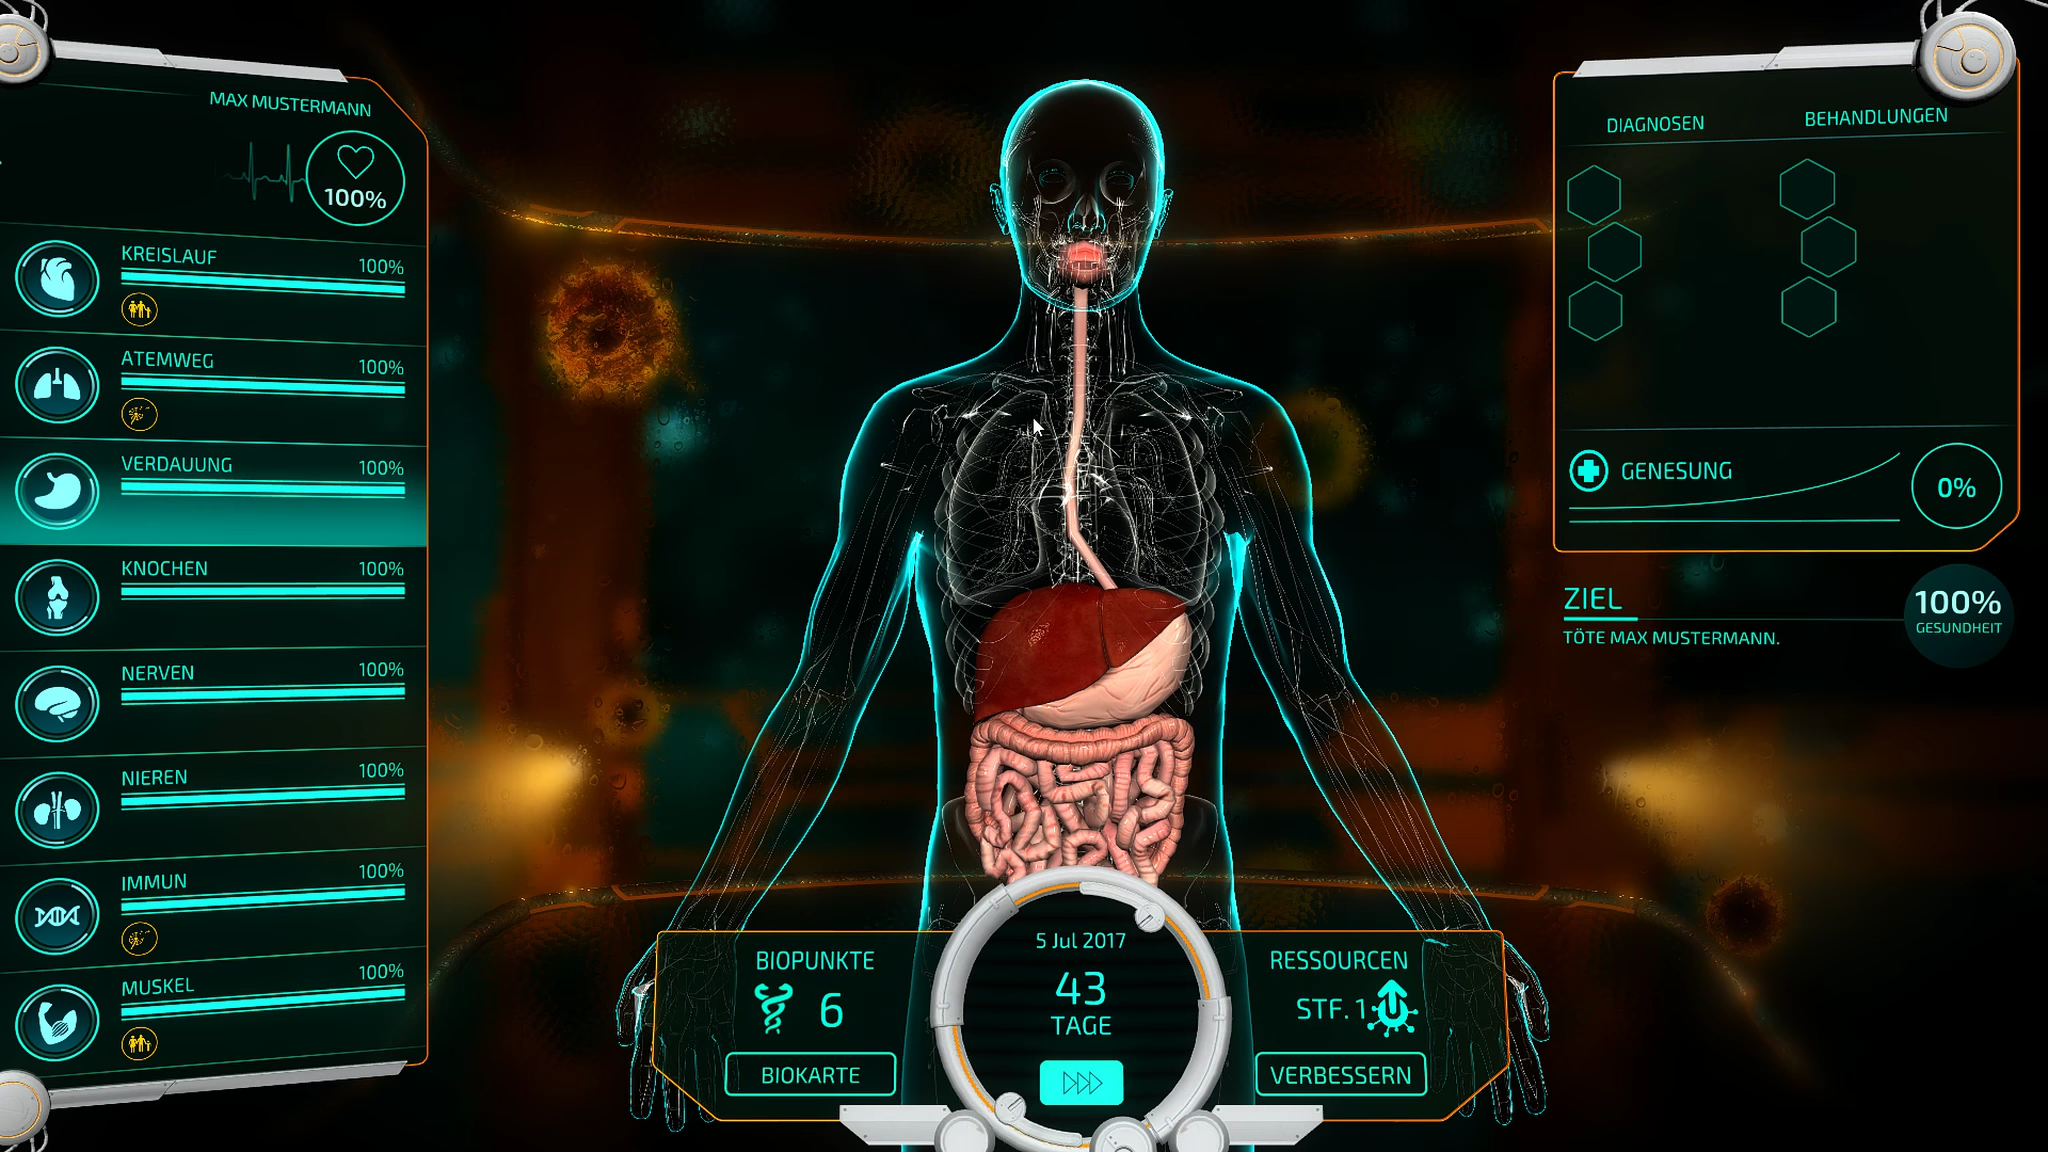 MAX MUSTERMANN
100%
KREISLAUF 100%
ATEMWEG 100%
VERDAUUNG 100%
KNOCHEN 100%
NERVEN 100%
NIEREN 100%
IMMUN 100%
MUSKEL 100%
DIAGNOSEN BEHANDLUNGEN
GENESUNG 0%
ZIEL
TÖTE MAX MUSTERMANN.
100%
GESUNDHEIT
BIOPUNKTE
6
BIOKARTE
5 Jul 2017
43
TAGE
RESSOURCEN
STF. 1
VERBESSERN